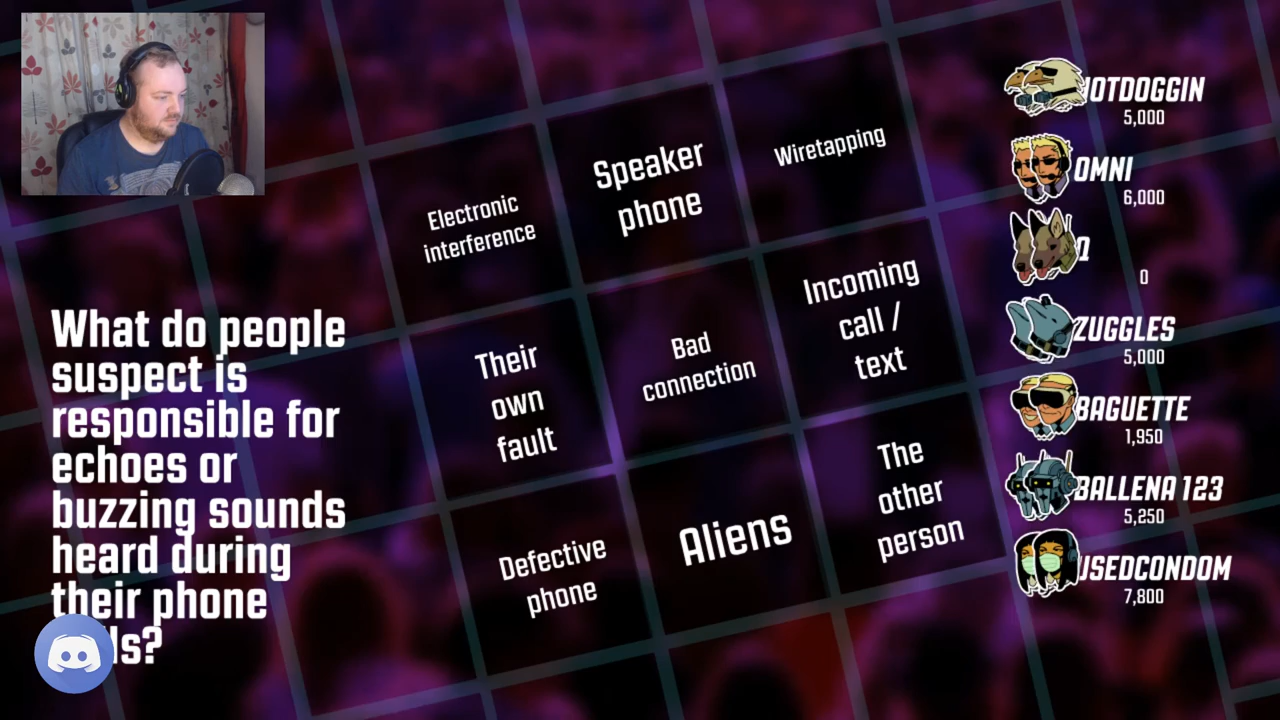 What do people
suspect is
responsible for
echoes or
buzzing sounds
heard during
their phone
Electronic
interference
Speaker
phone
Wiretapping
Their
own
fault
Bad
connection
Incoming
call /
text
Defective
phone
Aliens
The
other
person
OTDOGGIN
5,000
OMNI
6,000
0
ZUGGLES
5,000
BAGUETTE
1,950
BALLENA 123
5,250
USEDCONDOM
7,800